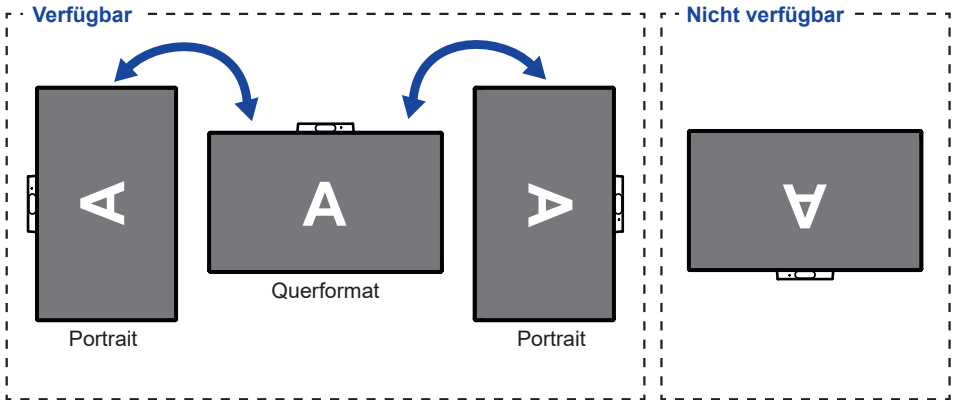 Verfügbar
Nicht verfügbar
A
A
A
A
Querformat
Portrait
Portrait